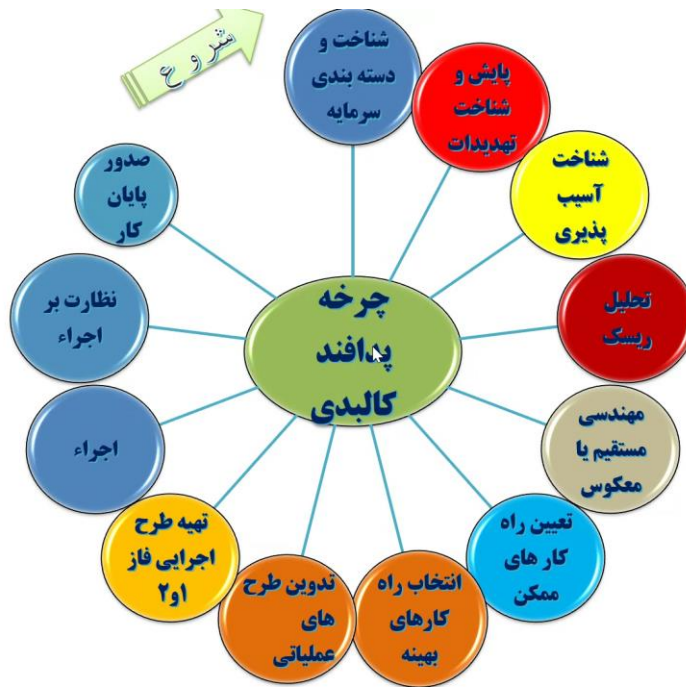 شروع
شناخت و
دسته بندی
سرمایه
پایش و
شناخت
تهدیدات
شناخت
آسیب
پذیری
تحلیل
ریسک
مهندسی
مستقیم یا
معکوس
تعیین راه
کار های
ممکن
انتخاب راه
کارهای
بهینه
تدوین طرح
های
عملیاتی
تهیه طرح
اجرایی فاز
۱و۲
اجراء
نظارت بر
اجراء
صدور
پایان
کار
چرخه
پدافند
کالبدی